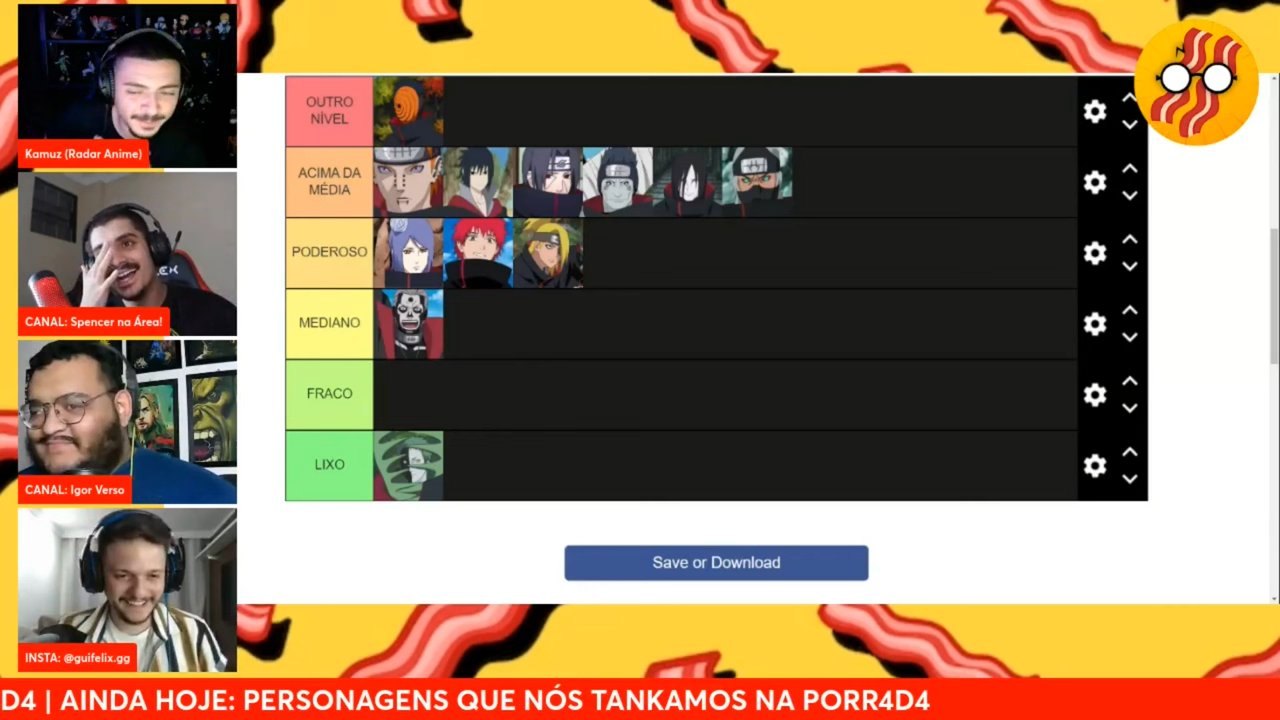 Kamuz (Radar Anime)
CANAL: Spencer na Área!
CANAL: Igor Verso
INSTA: @guifelix.gg
OUTRO
NÍVEL
ACIMA DA
MÉDIA
PODEROSO
MEDIANO
FRACO
LIXO
Save or Download
D4 | AINDA HOJE: PERSONAGENS QUE NÓS TANKAMOS NA PORR4D4